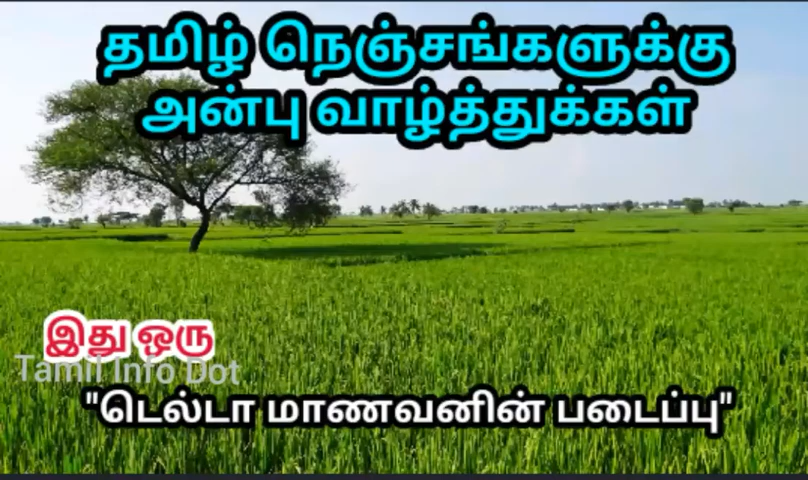 தமிழ் நெஞ்சங்களுக்கு
அன்பு வாழ்த்துக்கள்
இது ஒரு
Tamil Info Dot
"டெல்டா மாணவனின் படைப்பு"